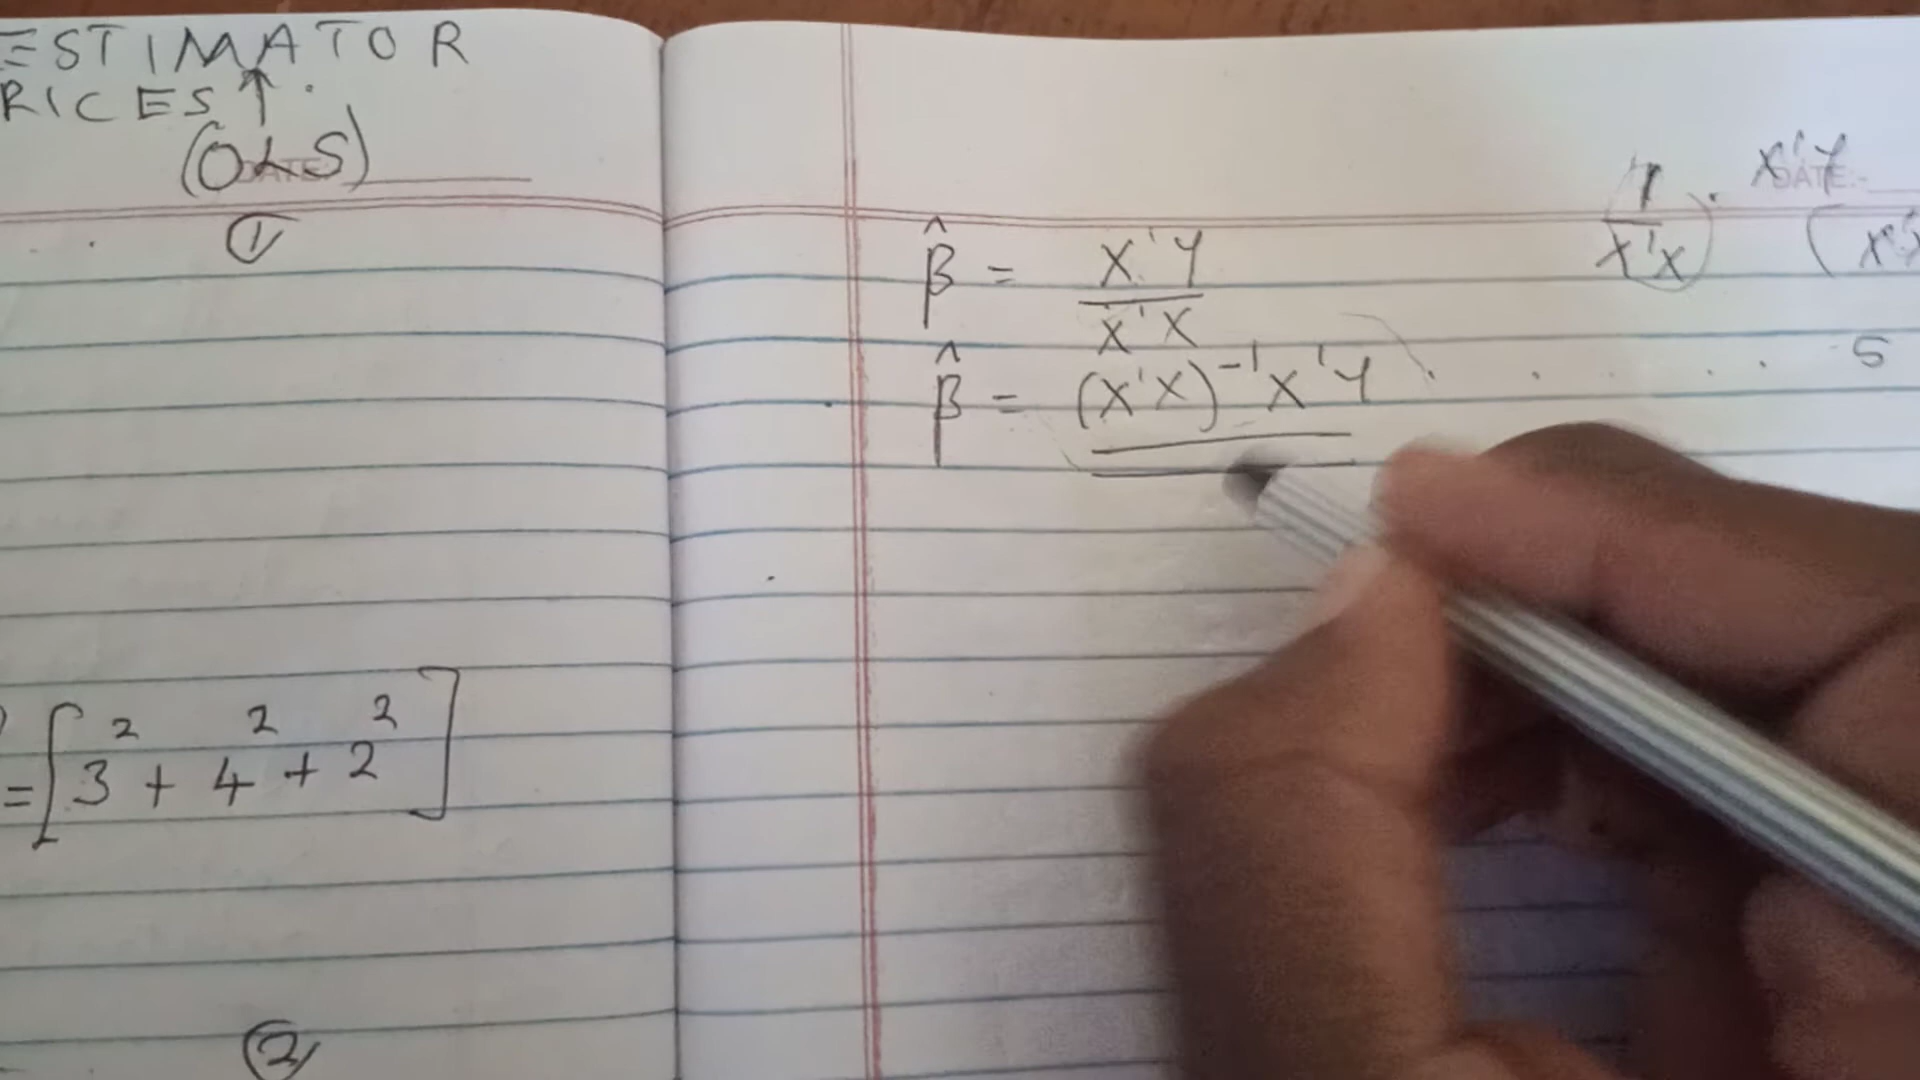 ESTIMATOR
RICES↑.
(OLS)
①
= [3² + 4² + 2²]
②
β̂ = X'Y / X'X
β̂ = (X'X)⁻¹X'Y
1/X'X . X'Y
5